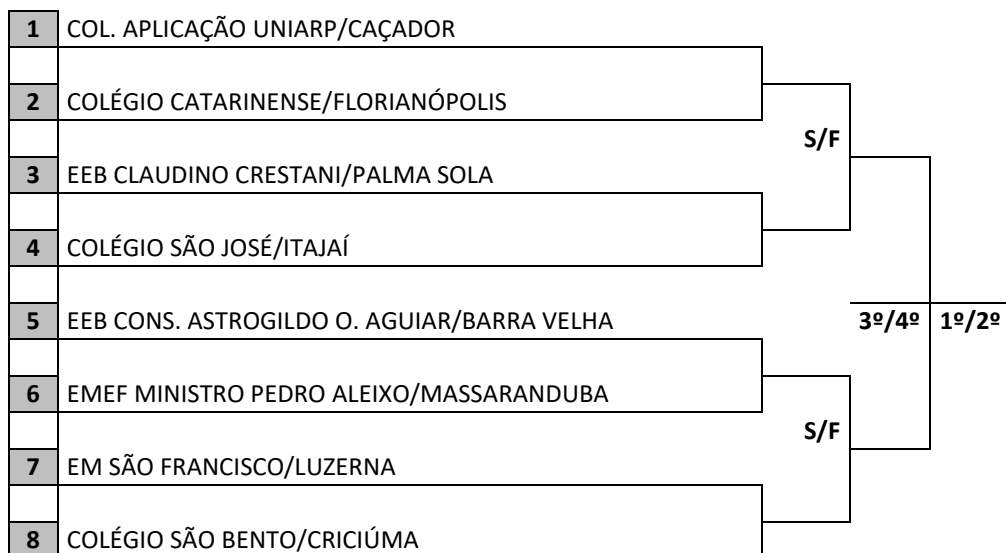 1 COL. APLICAÇÃO UNIARP/CAÇADOR
2 COLÉGIO CATARINENSE/FLORIANÓPOLIS
S/F
3 EEB CLAUDINO CRESTANI/PALMA SOLA
4 COLÉGIO SÃO JOSÉ/ITAJAÍ
5 EEB CONS. ASTROGILDO O. AGUIAR/BARRA VELHA 3º/4º 1º/2º
6 EMEF MINISTRO PEDRO ALEIXO/MASSARANDUBA
S/F
7 EM SÃO FRANCISCO/LUZERNA
8 COLÉGIO SÃO BENTO/CRICIÚMA